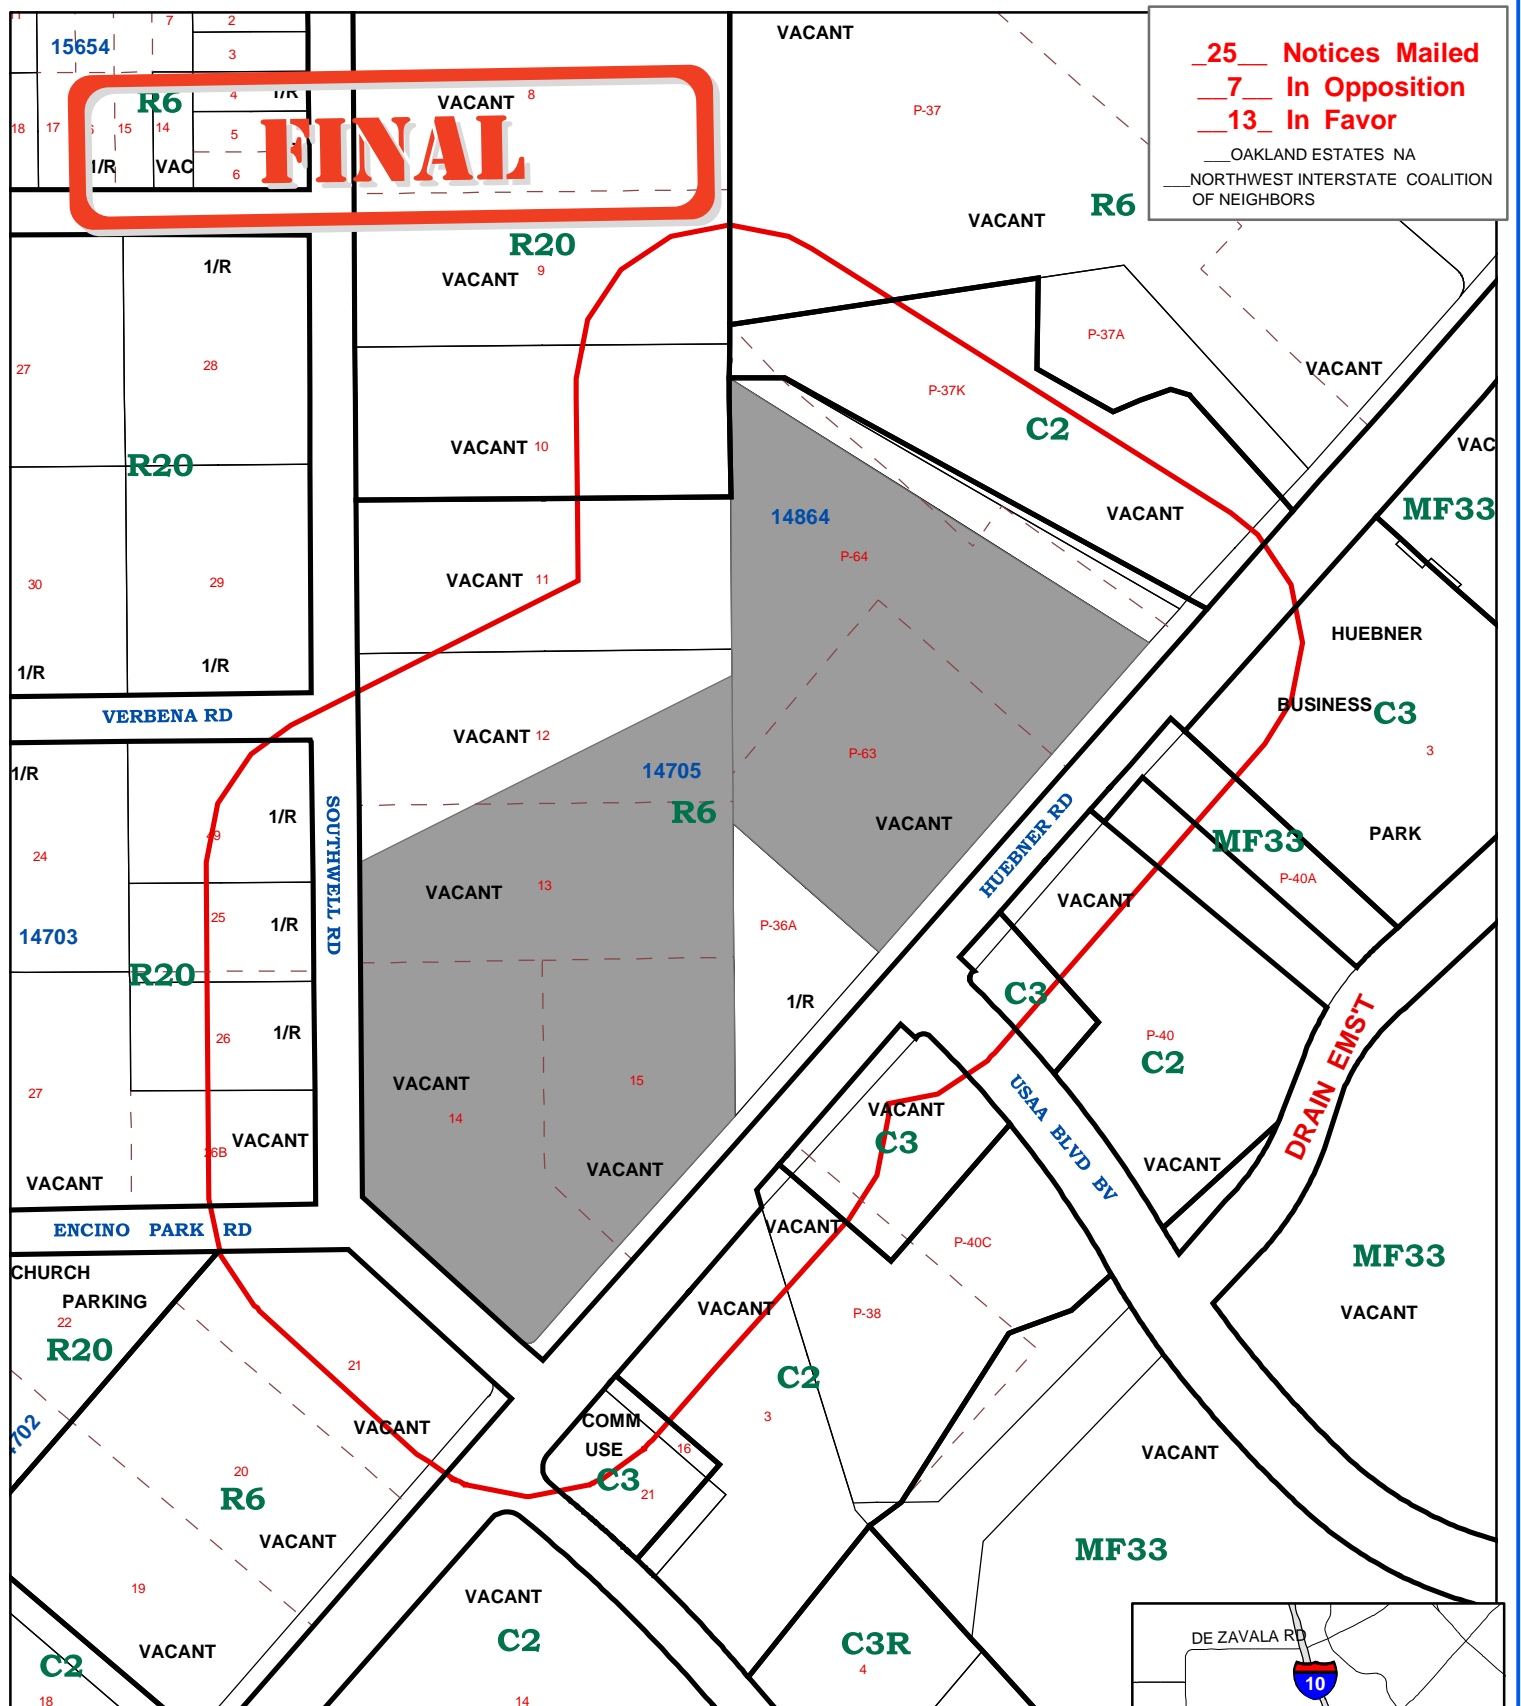 _25__ Notices Mailed
__7__ In Opposition
__13_ In Favor
___OAKLAND ESTATES NA
___NORTHWEST INTERSTATE COALITION
OF NEIGHBORS
FINAL
15654
7
2
3
4
5
6
R6
1/R
18
17
15
14
1/R
VAC
VACANT 8
VACANT
P-37
VACANT
R6
R20
VACANT 9
1/R
27
28
R20
VACANT 10
P-37A
P-37K
C2
VACANT
VACANT
VAC
MF33
14864
P-64
VACANT 11
30
29
1/R
1/R
HUEBNER
BUSINESS
C3
3
PARK
VERBENA RD
VACANT 12
14705
R6
P-63
VACANT
1/R
49
1/R
24
SOUTHWELL RD
HUEBNER RD
MF33
P-40A
VACANT
VACANT
13
25
1/R
14703
R20
P-36A
1/R
C3
P-40
C2
26
1/R
27
VACANT
14
15
VACANT
VACANT
C3
USAA BLVD BV
DRAIN EMS'T
VACANT
26B
VACANT
VACANT
ENCINO PARK RD
CHURCH
PARKING
22
R20
VACANT
P-40C
MF33
VACANT
VACANT
P-38
21
VACANT
C2
3
COMM
USE
16
C3
21
VACANT
20
R6
VACANT
MF33
19
VACANT
VACANT
C2
14
C2
18
C3R
4
DE ZAVALA RD
10